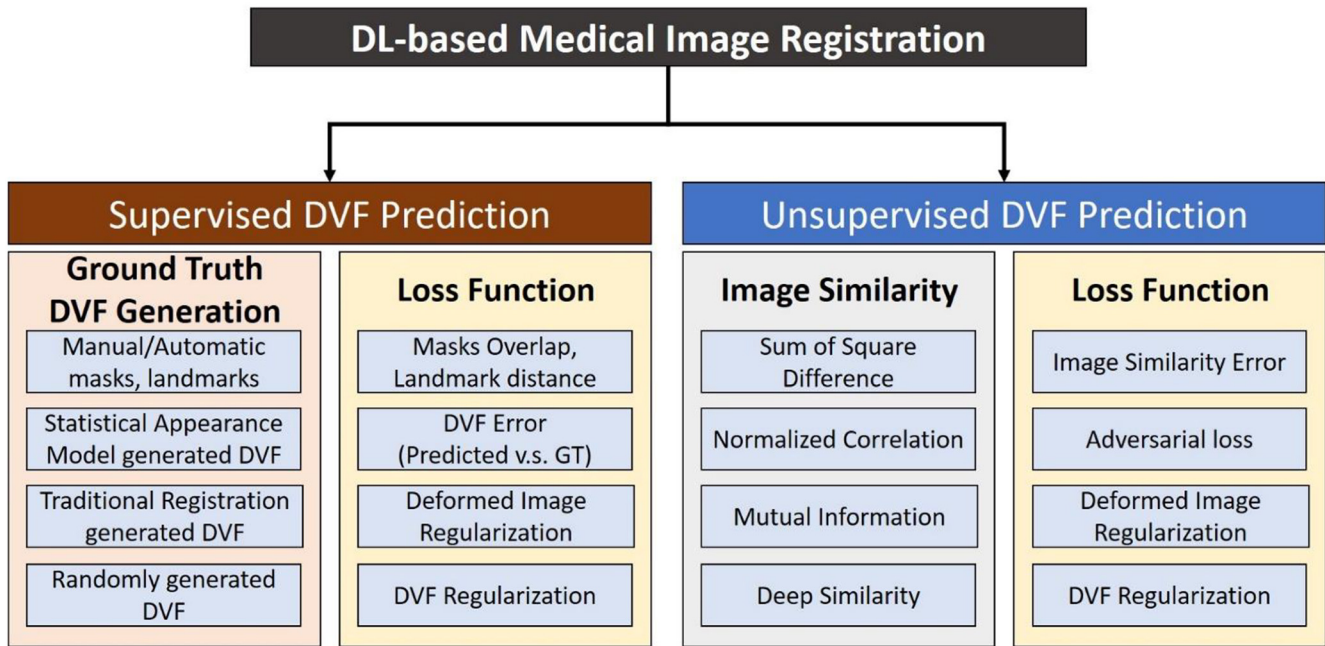 DL-based Medical Image Registration
Supervised DVF Prediction
Ground Truth
DVF Generation
Manual/Automatic
masks, landmarks
Statistical Appearance
Model generated DVF
Traditional Registration
generated DVF
Randomly generated
DVF
Loss Function
Masks Overlap,
Landmark distance
DVF Error
(Predicted v.s. GT)
Deformed Image
Regularization
DVF Regularization
Unsupervised DVF Prediction
Image Similarity
Sum of Square
Difference
Normalized Correlation
Mutual Information
Deep Similarity
Loss Function
Image Similarity Error
Adversarial loss
Deformed Image
Regularization
DVF Regularization